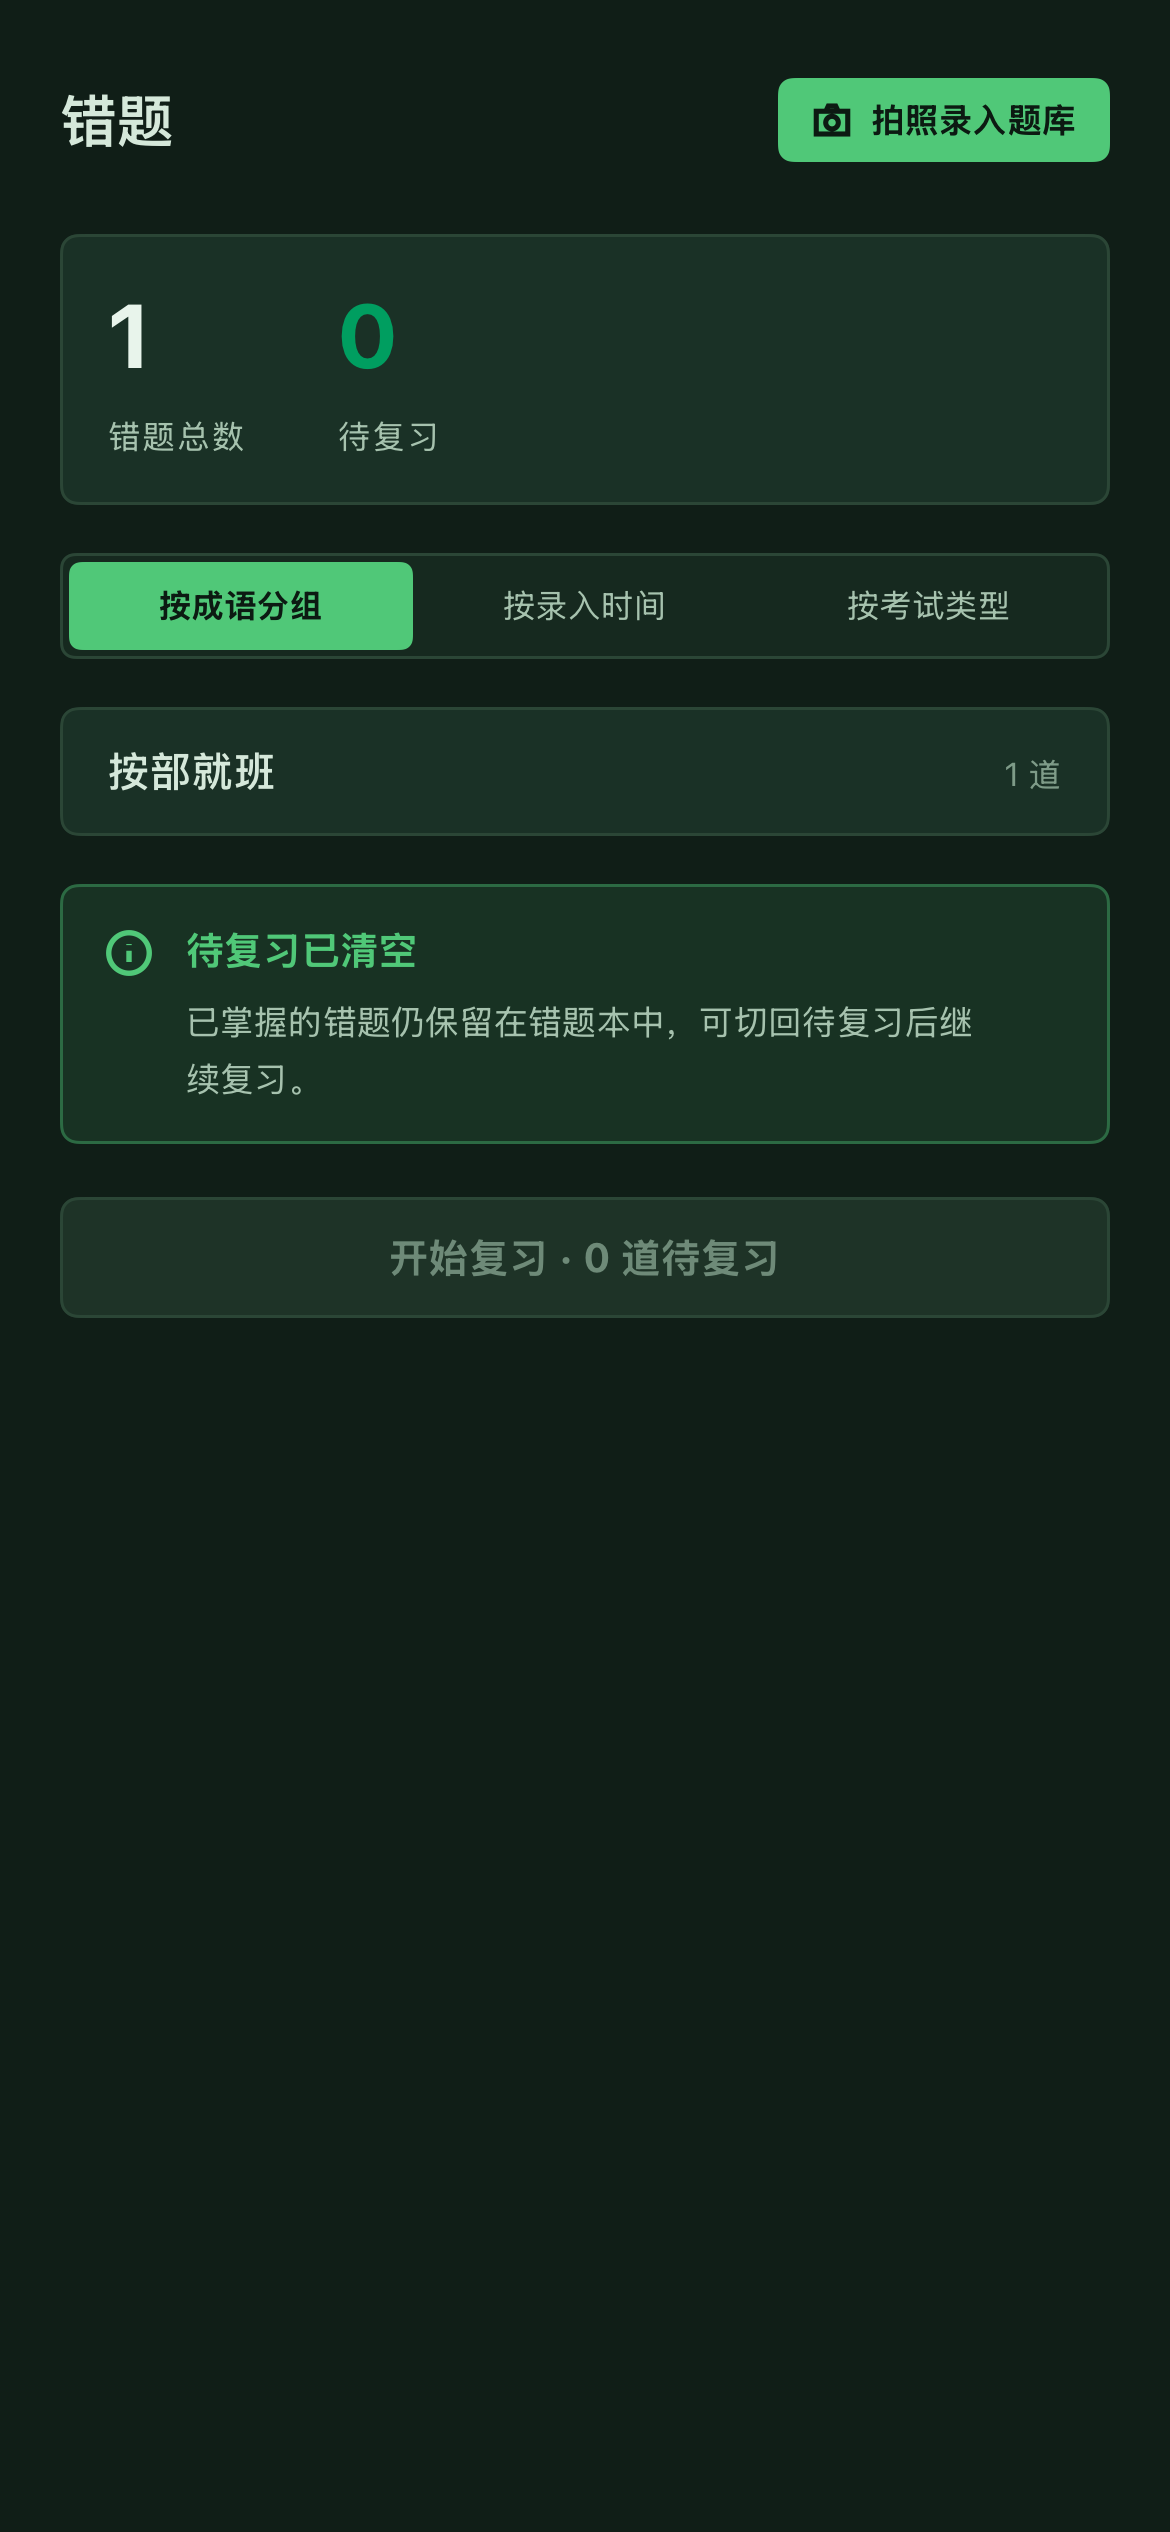 错题
拍照录入题库
1
0
错题总数
待复习
按成语分组
按录入时间
按考试类型
按部就班
1 道
待复习已清空
已掌握的错题仍保留在错题本中，可切回待复习后继
续复习。
开始复习 · 0 道待复习